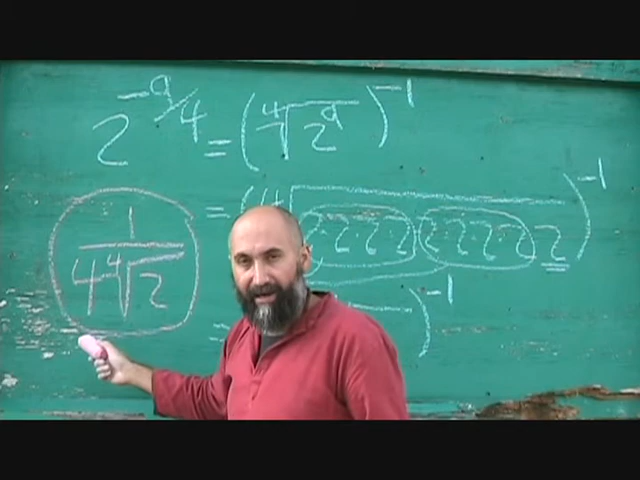 2^{-9/4} = (⁴√2⁹)^{-1}
= (⁴√2·2·2·2 2·2·2·2 2)^{-1}
1/(4⁴√2)
= )^{-1}